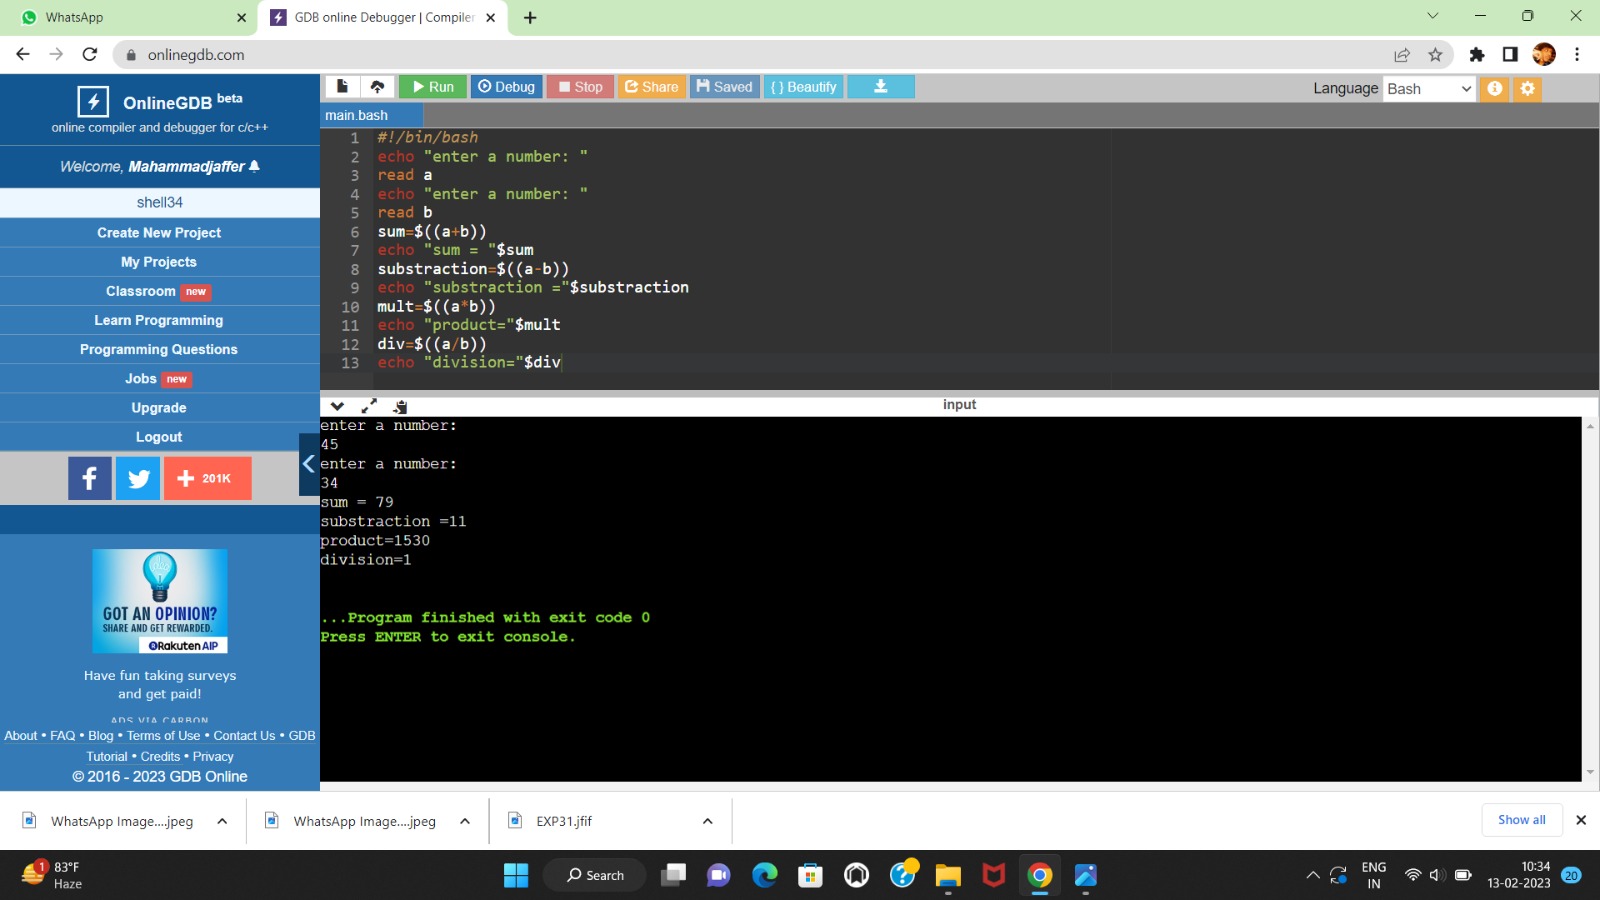 WhatsApp
GDB online Debugger | Compiler
onlinegdb.com
OnlineGDB beta
online compiler and debugger for c/c++
Welcome, Mahammadjaffer
shell34
Create New Project
My Projects
Classroom new
Learn Programming
Programming Questions
Jobs new
Upgrade
Logout
f
201K
GOT AN OPINION?
SHARE AND GET REWARDED.
Rakuten AIP
Have fun taking surveys
and get paid!
ADS VIA CARBON
About • FAQ • Blog • Terms of Use • Contact Us • GDB
Tutorial • Credits • Privacy
© 2016 - 2023 GDB Online
Run Debug Stop Share Saved { } Beautify
Language Bash
main.bash
1 #!/bin/bash
2 echo "enter a number: "
3 read a
4 echo "enter a number: "
5 read b
6 sum=$((a+b))
7 echo "sum = "$sum
8 substraction=$((a-b))
9 echo "substraction ="$substraction
10 mult=$((a*b))
11 echo "product="$mult
12 div=$((a/b))
13 echo "division="$div
input
enter a number:
45
enter a number:
34
sum = 79
substraction =11
product=1530
division=1
...Program finished with exit code 0
Press ENTER to exit console.
WhatsApp Image....jpeg
WhatsApp Image....jpeg
EXP31.jfif
Show all
1
83°F
Haze
Search
ENG
IN
10:34
13-02-2023
20